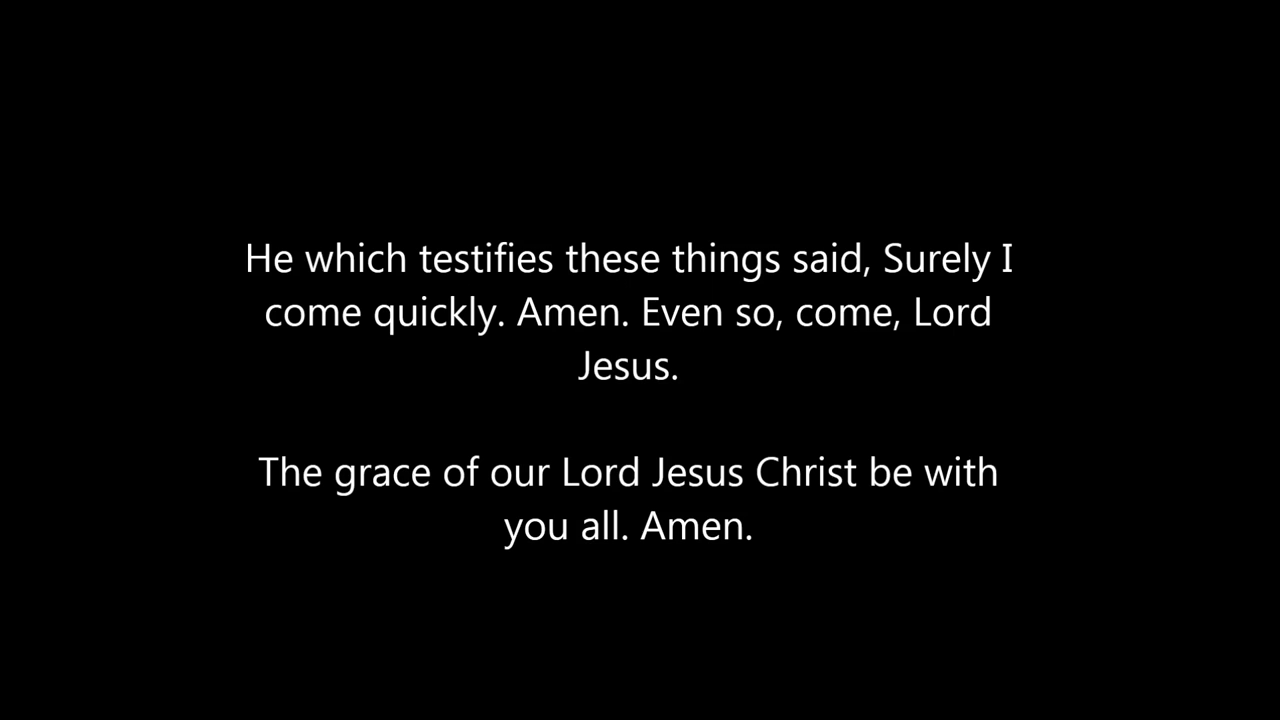 He which testifies these things said, Surely I
come quickly. Amen. Even so, come, Lord
Jesus.
The grace of our Lord Jesus Christ be with
you all. Amen.